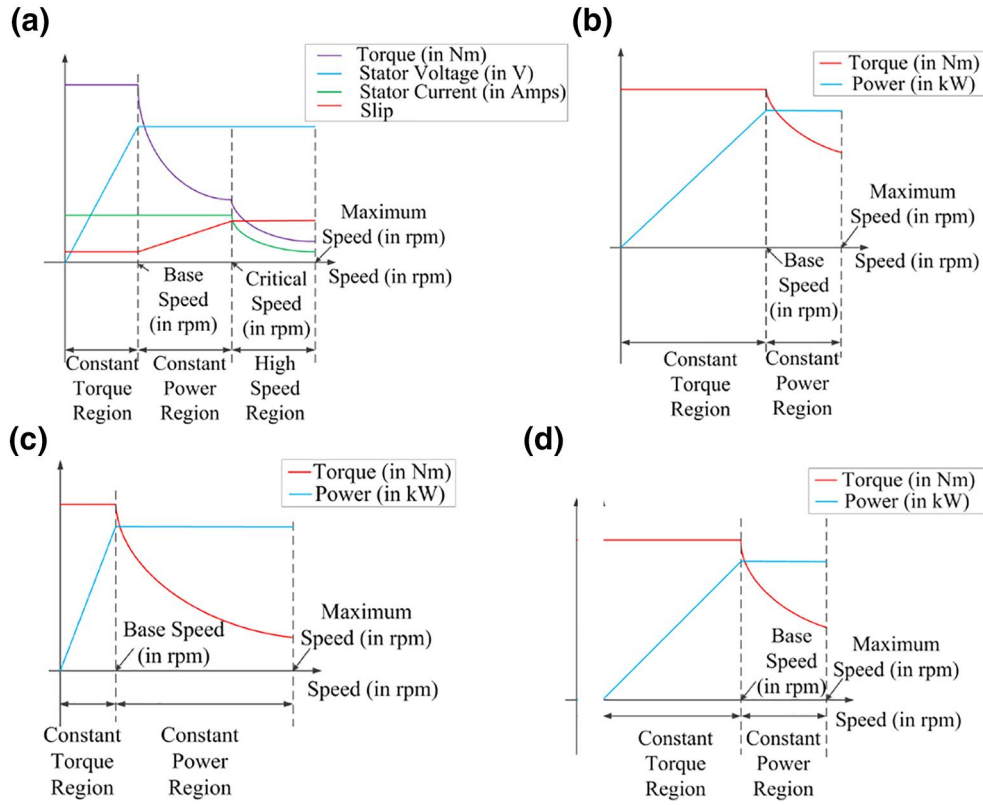 (a)
Torque (in Nm)
Stator Voltage (in V)
Stator Current (in Amps)
Slip
Maximum
Speed (in rpm)
Speed (in rpm)
Base
Speed
(in rpm)
Critical
Speed
(in rpm)
Constant
Torque
Region
Constant
Power
Region
High
Speed
Region
(b)
Torque (in Nm)
Power (in kW)
Maximum
Speed (in rpm)
Speed (in rpm)
Base
Speed
(in rpm)
Constant
Torque
Region
Constant
Power
Region
(c)
Torque (in Nm)
Power (in kW)
Base Speed
(in rpm)
Maximum
Speed (in rpm)
Speed (in rpm)
Constant
Torque
Region
Constant
Power
Region
(d)
Torque (in Nm)
Power (in kW)
Base
Speed
(in rpm)
Maximum
Speed (in rpm)
Speed (in rpm)
Constant
Torque
Region
Constant
Power
Region